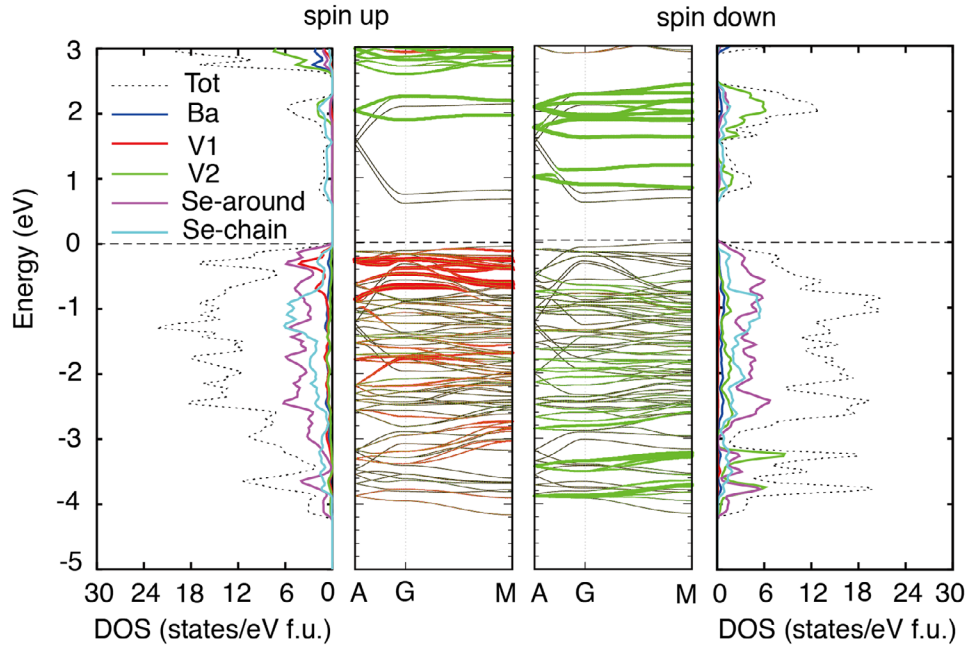 spin up
spin down
3
2
1
0
-1
-2
-3
-4
-5
Energy (eV)
Tot
Ba
V1
V2
Se-around
Se-chain
30 24 18 12 6 0
A G M
A G M
0 6 12 18 24 30
DOS (states/eV f.u.)
DOS (states/eV f.u.)